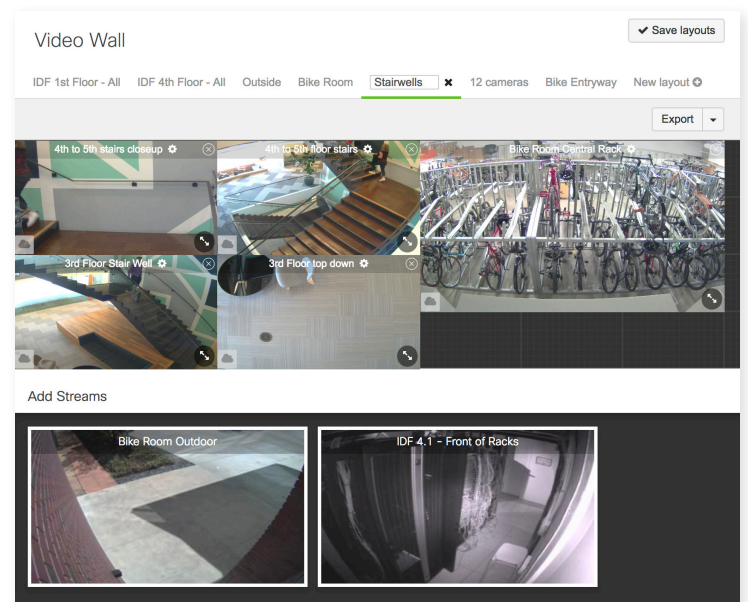 Video Wall
Save layouts
IDF 1st Floor - All IDF 4th Floor - All Outside Bike Room Stairwells 12 cameras Bike Entryway New layout
Export
4th to 5th stairs closeup
4th to 5th floor stairs
Bike Room Central Rack
3rd Floor Stair Well
3rd Floor top down
Add Streams
Bike Room Outdoor
IDF 4.1 - Front of Racks